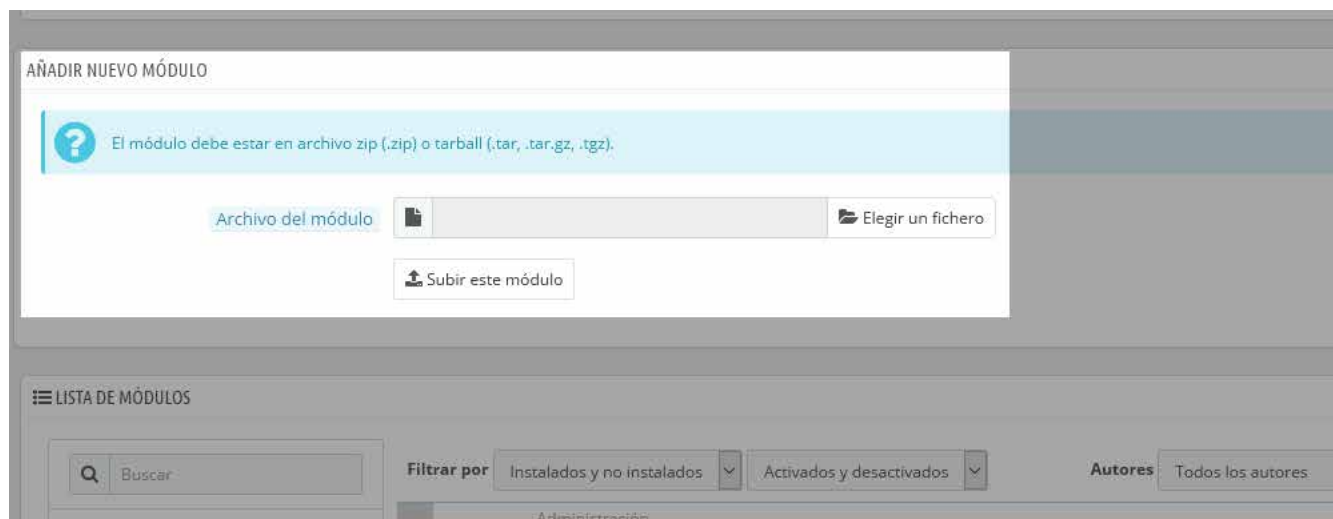 AÑADIR NUEVO MÓDULO
El módulo debe estar en archivo zip (.zip) o tarball (.tar, .tar.gz, .tgz).
Archivo del módulo Elegir un fichero
Subir este módulo
LISTA DE MÓDULOS
Buscar Filtrar por Instalados y no instalados Activados y desactivados Autores Todos los autores
Administración